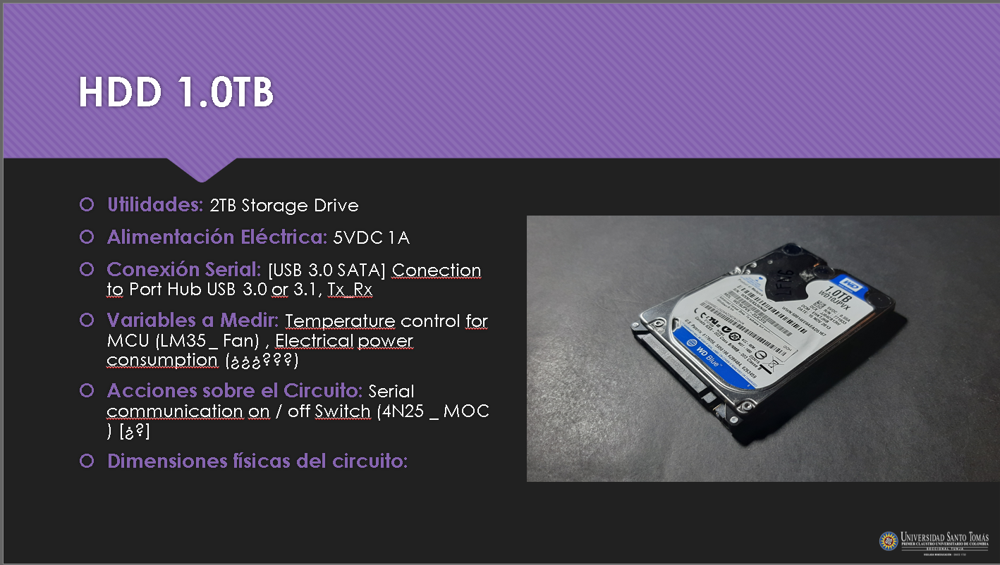 HDD 1.0TB
Utilidades: 2TB Storage Drive
Alimentación Eléctrica: 5VDC 1A
Conexión Serial: [USB 3.0 SATA] Conection
to Port Hub USB 3.0 or 3.1, Tx_Rx
Variables a Medir: Temperature control for
MCU (LM35_ Fan) , Electrical power
consumption (¿¿¿???)
Acciones sobre el Circuito: Serial
communication on / off Switch (4N25 _ MOC
) [¿?]
Dimensiones físicas del circuito:
WD
1.0TB
WD10JPVX
WD Blue
UNIVERSIDAD SANTO TOMÁS
PRIMER CLAUSTRO UNIVERSITARIO DE COLOMBIA
SECCIONAL TUNJA